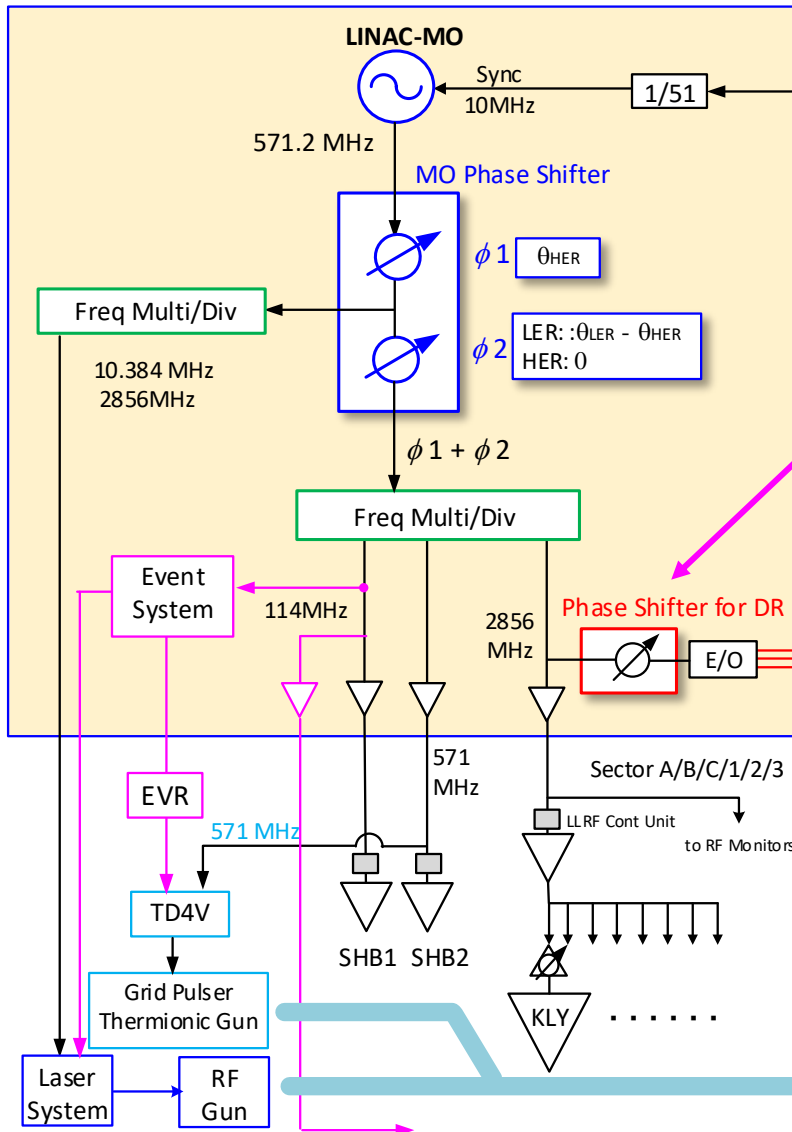 LINAC-MO
Sync
10MHz
1/51
571.2 MHz
MO Phase Shifter
ϕ1
θHER
Freq Multi/Div
ϕ2
LER: :θLER - θHER
HER: 0
10.384 MHz
2856MHz
ϕ1 + ϕ2
Freq Multi/Div
Event
System
114MHz
2856
MHz
Phase Shifter for DR
E/O
571
MHz
Sector A/B/C/1/2/3
EVR
LLRF Cont Unit
571 MHz
to RF Monitors
TD4V
SHB1
SHB2
Grid Pulser
Thermionic Gun
KLY
· · · · · ·
Laser
System
RF
Gun